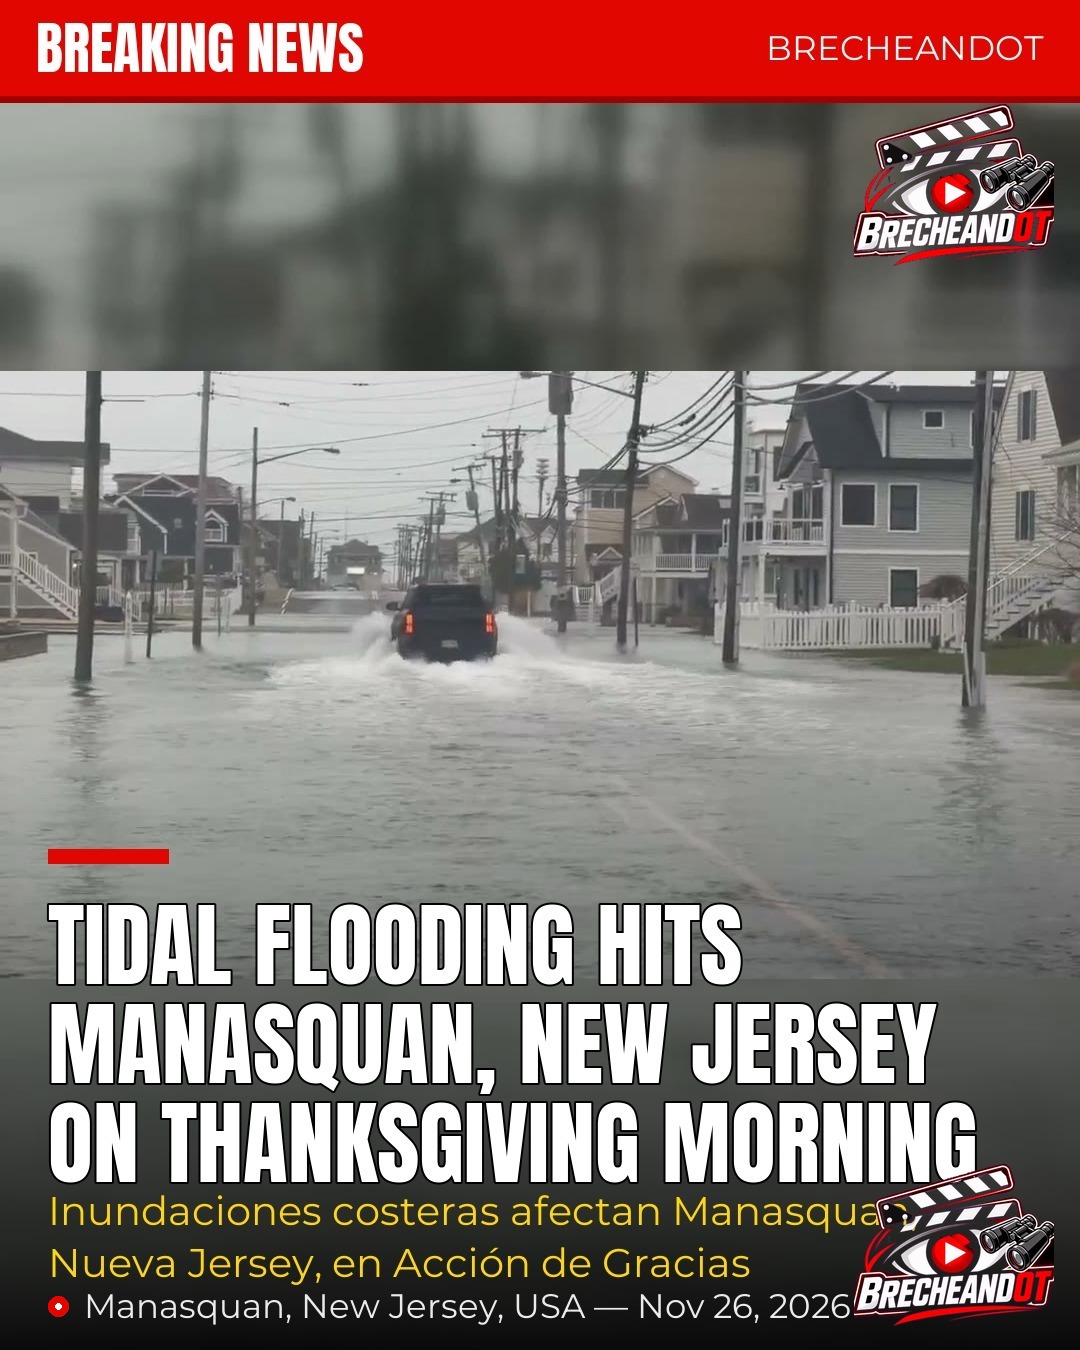 BREAKING NEWS
BRECHEANDOT
BRECHEANDOT
TIDAL FLOODING HITS
MANASQUAN, NEW JERSEY
ON THANKSGIVING MORNING
Inundaciones costeras afectan Manasquan,
Nueva Jersey, en Acción de Gracias
Manasquan, New Jersey, USA — Nov 26, 2026
BRECHEANDOT